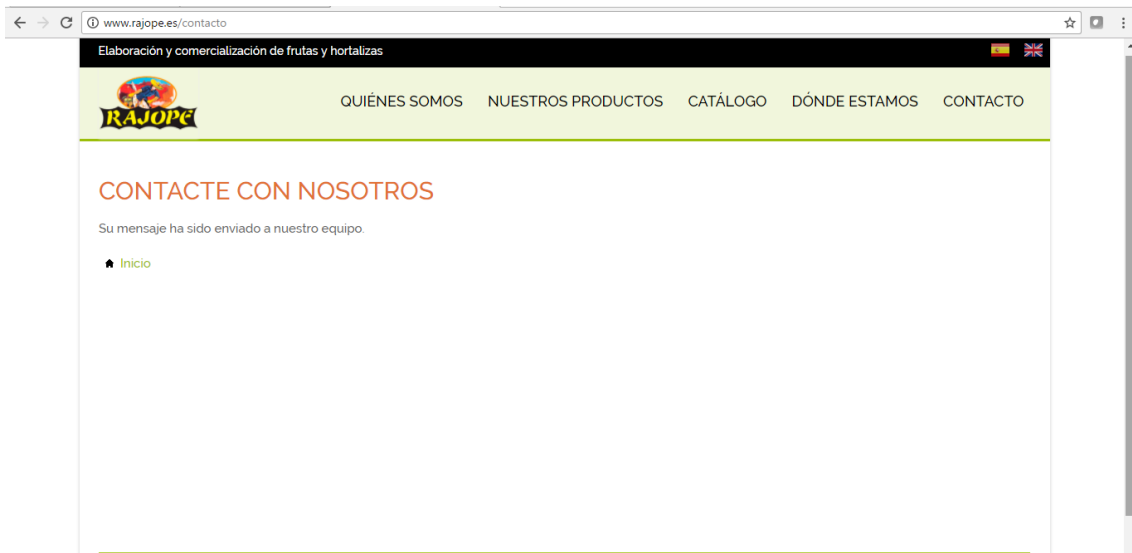 www.rajope.es/contacto
Elaboración y comercialización de frutas y hortalizas
RAJOPE
QUIÉNES SOMOS NUESTROS PRODUCTOS CATÁLOGO DÓNDE ESTAMOS CONTACTO
CONTACTE CON NOSOTROS
Su mensaje ha sido enviado a nuestro equipo.
Inicio